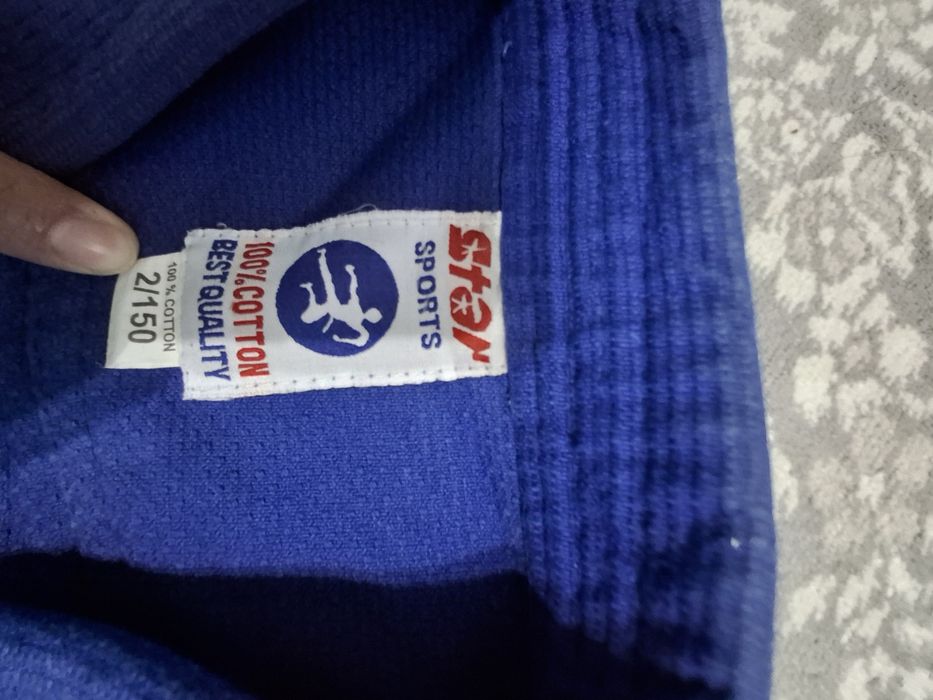 Star
SPORTS
100% COTTON
BEST QUALITY
100% COTTON
2/150